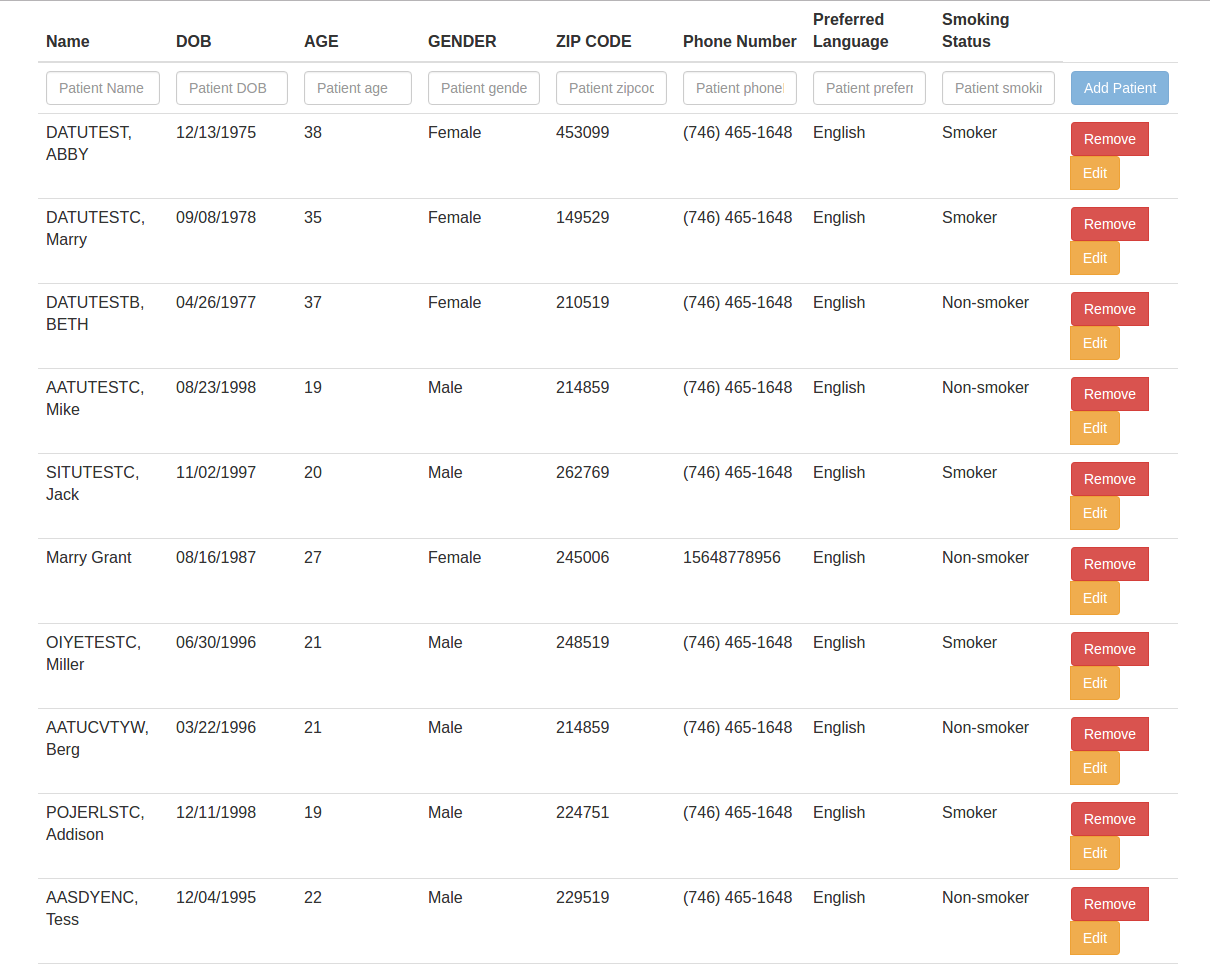 Name DOB AGE GENDER ZIP CODE Phone Number Preferred Language Smoking Status
Patient Name Patient DOB Patient age Patient gende Patient zipcoc Patient phone Patient preferr Patient smokir Add Patient
DATUTEST, ABBY 12/13/1975 38 Female 453099 (746) 465-1648 English Smoker Remove
Edit
DATUTESTC, Marry 09/08/1978 35 Female 149529 (746) 465-1648 English Smoker Remove
Edit
DATUTESTB, BETH 04/26/1977 37 Female 210519 (746) 465-1648 English Non-smoker Remove
Edit
AATUTESTC, Mike 08/23/1998 19 Male 214859 (746) 465-1648 English Non-smoker Remove
Edit
SITUTESTC, Jack 11/02/1997 20 Male 262769 (746) 465-1648 English Smoker Remove
Edit
Marry Grant 08/16/1987 27 Female 245006 15648778956 English Non-smoker Remove
Edit
OIYETESTC, Miller 06/30/1996 21 Male 248519 (746) 465-1648 English Smoker Remove
Edit
AATUCVTYW, Berg 03/22/1996 21 Male 214859 (746) 465-1648 English Non-smoker Remove
Edit
POJERLSTC, Addison 12/11/1998 19 Male 224751 (746) 465-1648 English Smoker Remove
Edit
AASDYENC, Tess 12/04/1995 22 Male 229519 (746) 465-1648 English Non-smoker Remove
Edit